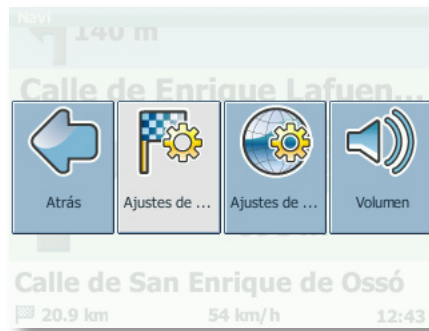 Navi
140 m
Calle de Enrique Lafuen...
Atrás
Ajustes de ...
Ajustes de ...
Volumen
Calle de San Enrique de Ossó
20.9 km 54 km/h 12:43